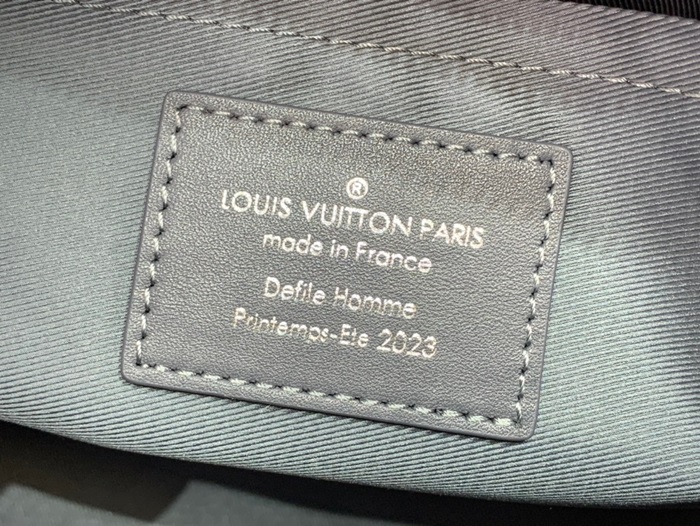 ®
LOUIS VUITTON PARIS
made in France
Defile Homme
Printemps-Ete 2023